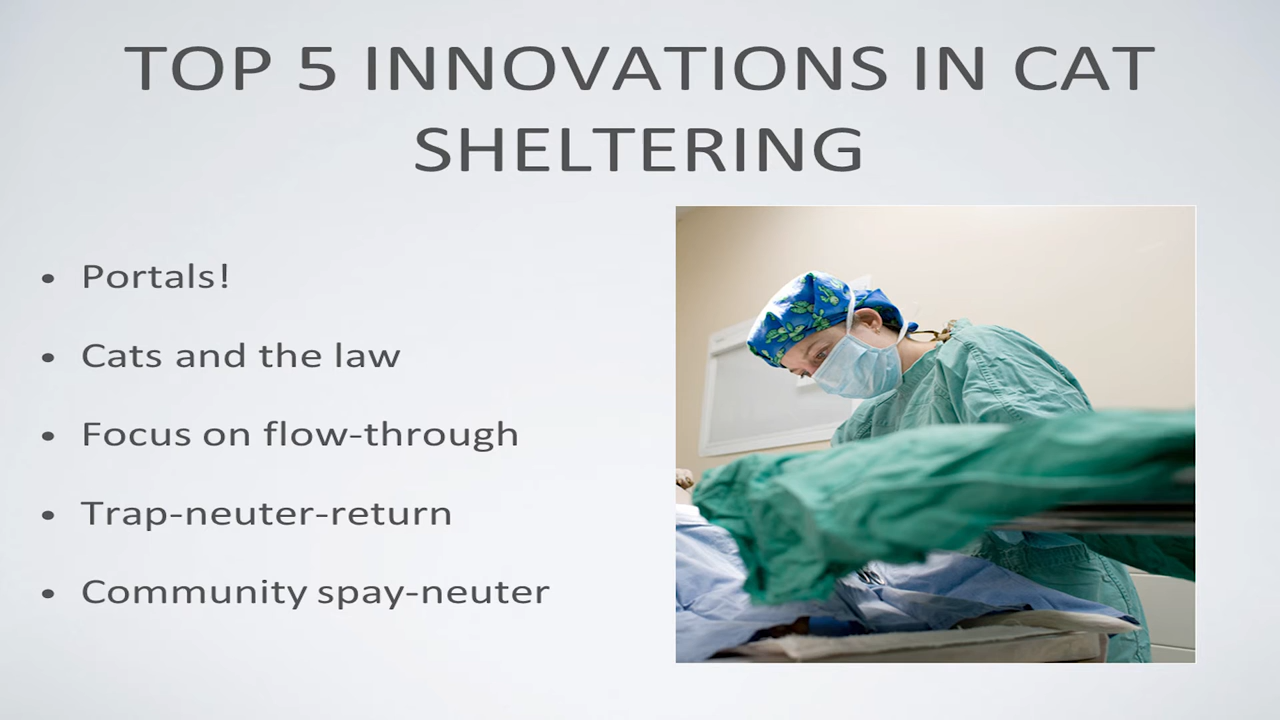 TOP 5 INNOVATIONS IN CAT
SHELTERING
• Portals!
• Cats and the law
• Focus on flow-through
• Trap-neuter-return
• Community spay-neuter